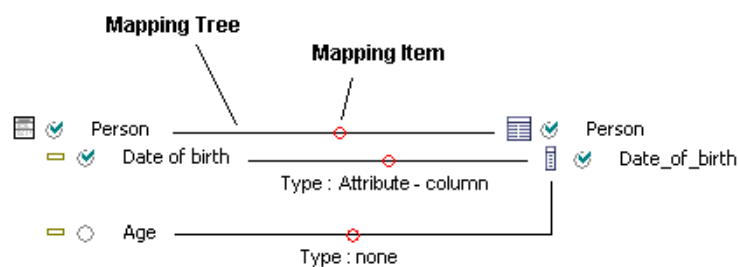 Mapping Tree
Mapping Item
Person Person
Date of birth Date_of_birth
Type : Attribute - column
Age
Type : none